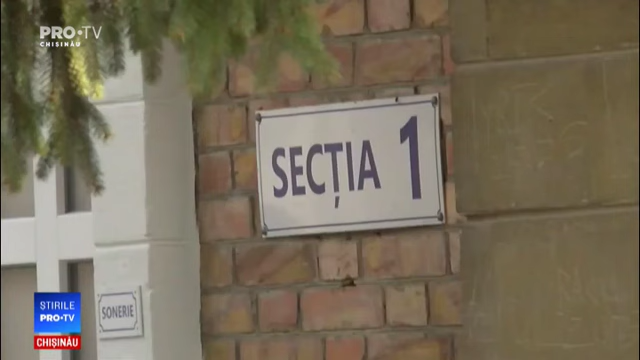 PRO•TV
CHIȘINĂU
SECȚIA 1
SONERIE
ȘTIRILE
PRO•TV
CHIȘINĂU